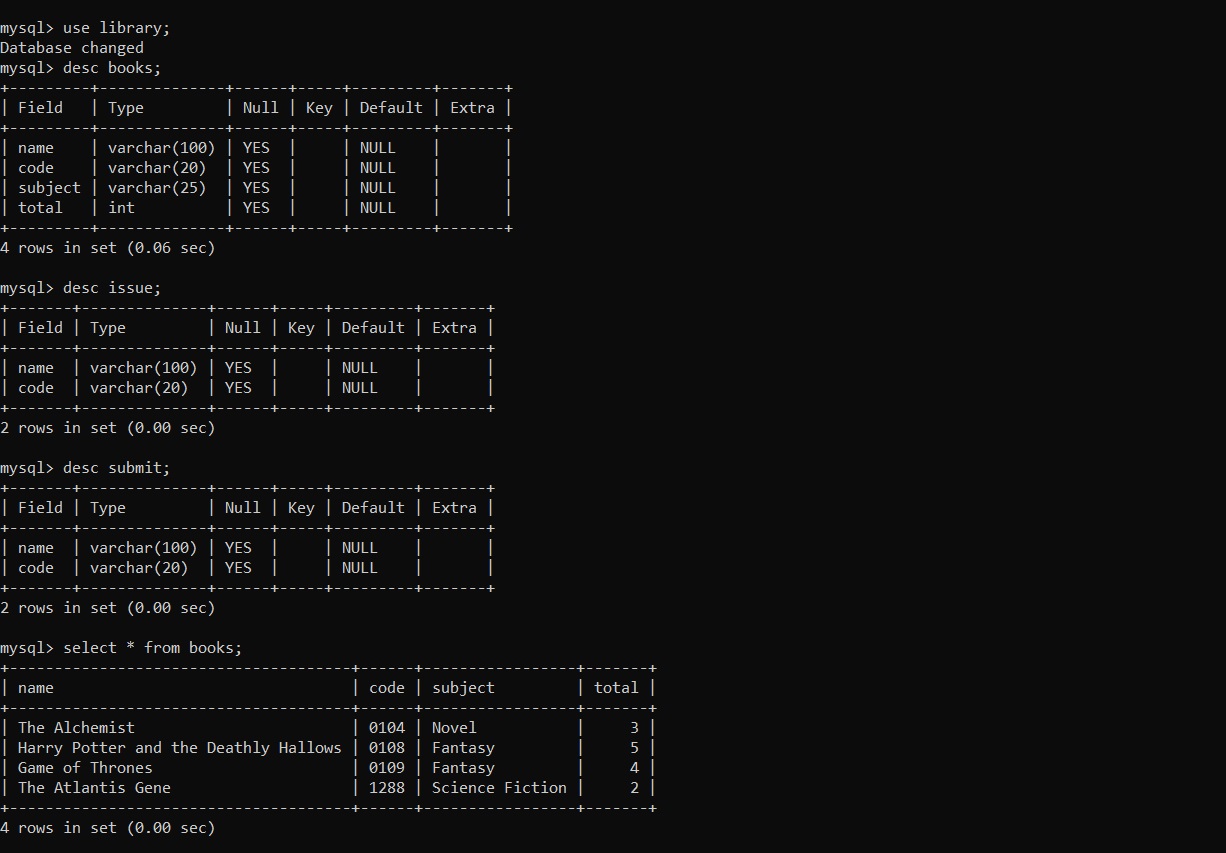 mysql> use library;
Database changed
mysql> desc books;
+---------+--------------+------+-----+---------+-------+
| Field   | Type         | Null | Key | Default | Extra |
+---------+--------------+------+-----+---------+-------+
| name    | varchar(100) | YES  |     | NULL    |       |
| code    | varchar(20)  | YES  |     | NULL    |       |
| subject | varchar(25)  | YES  |     | NULL    |       |
| total   | int          | YES  |     | NULL    |       |
+---------+--------------+------+-----+---------+-------+
4 rows in set (0.06 sec)

mysql> desc issue;
+-------+--------------+------+-----+---------+-------+
| Field | Type         | Null | Key | Default | Extra |
+-------+--------------+------+-----+---------+-------+
| name  | varchar(100) | YES  |     | NULL    |       |
| code  | varchar(20)  | YES  |     | NULL    |       |
+-------+--------------+------+-----+---------+-------+
2 rows in set (0.00 sec)

mysql> desc submit;
+-------+--------------+------+-----+---------+-------+
| Field | Type         | Null | Key | Default | Extra |
+-------+--------------+------+-----+---------+-------+
| name  | varchar(100) | YES  |     | NULL    |       |
| code  | varchar(20)  | YES  |     | NULL    |       |
+-------+--------------+------+-----+---------+-------+
2 rows in set (0.00 sec)

mysql> select * from books;
+--------------------------------------+------+-----------------+-------+
| name                                 | code | subject         | total |
+--------------------------------------+------+-----------------+-------+
| The Alchemist                        | 0104 | Novel           |     3 |
| Harry Potter and the Deathly Hallows | 0108 | Fantasy         |     5 |
| Game of Thrones                      | 0109 | Fantasy         |     4 |
| The Atlantis Gene                    | 1288 | Science Fiction |     2 |
+--------------------------------------+------+-----------------+-------+
4 rows in set (0.00 sec)